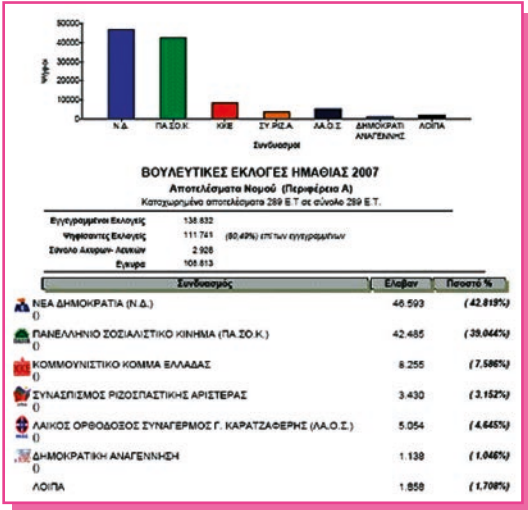 50000
40000
30000
20000
10000
Ψήφοι
Ν.Δ. ΠΑ.ΣΟ.Κ. ΚΚΕ ΣΥ.ΡΙΖ.Α. ΛΑ.Ο.Σ ΔΗΜΟΚΡΑΤΙ ΛΟΙΠΑ
ΑΝΑΓΕΝΝΗΣ
Συνδυασμοί
ΒΟΥΛΕΥΤΙΚΕΣ ΕΚΛΟΓΕΣ ΗΜΑΘΙΑΣ 2007
Αποτελέσματα Νομού (Περιφέρεια Α)
Καταχωρημένα αποτελέσματα 289 Ε.Τ σε σύνολο 289 Ε.Τ.
Εγγεγραμμένοι Εκλογείς 138.832
Ψηφίσαντες Εκλογείς 111.741 (80,49%) επί των εγγεγραμμένων
Σύνολο Ακυρων- Λευκών 2.928
Εγκυρα 108.813
Συνδυασμός Ελαβαν Ποσοστό %
ΝΕΑ ΔΗΜΟΚΡΑΤΙΑ (Ν.Δ.) 46.593 (42,819%)
()
ΠΑΝΕΛΛΗΝΙΟ ΣΟΣΙΑΛΙΣΤΙΚΟ ΚΙΝΗΜΑ (ΠΑ.ΣΟ.Κ.) 42.485 (39,044%)
()
ΚΟΜΜΟΥΝΙΣΤΙΚΟ ΚΟΜΜΑ ΕΛΛΑΔΑΣ 8.255 (7,586%)
()
ΣΥΝΑΣΠΙΣΜΟΣ ΡΙΖΟΣΠΑΣΤΙΚΗΣ ΑΡΙΣΤΕΡΑΣ 3.430 (3,152%)
()
ΛΑΙΚΟΣ ΟΡΘΟΔΟΞΟΣ ΣΥΝΑΓΕΡΜΟΣ Γ. ΚΑΡΑΤΖΑΦΕΡΗΣ (ΛΑ.Ο.Σ.) 5.054 (4,645%)
()
ΔΗΜΟΚΡΑΤΙΚΗ ΑΝΑΓΕΝΝΗΣΗ 1.138 (1,046%)
()
ΛΟΙΠΑ 1.858 (1,708%)